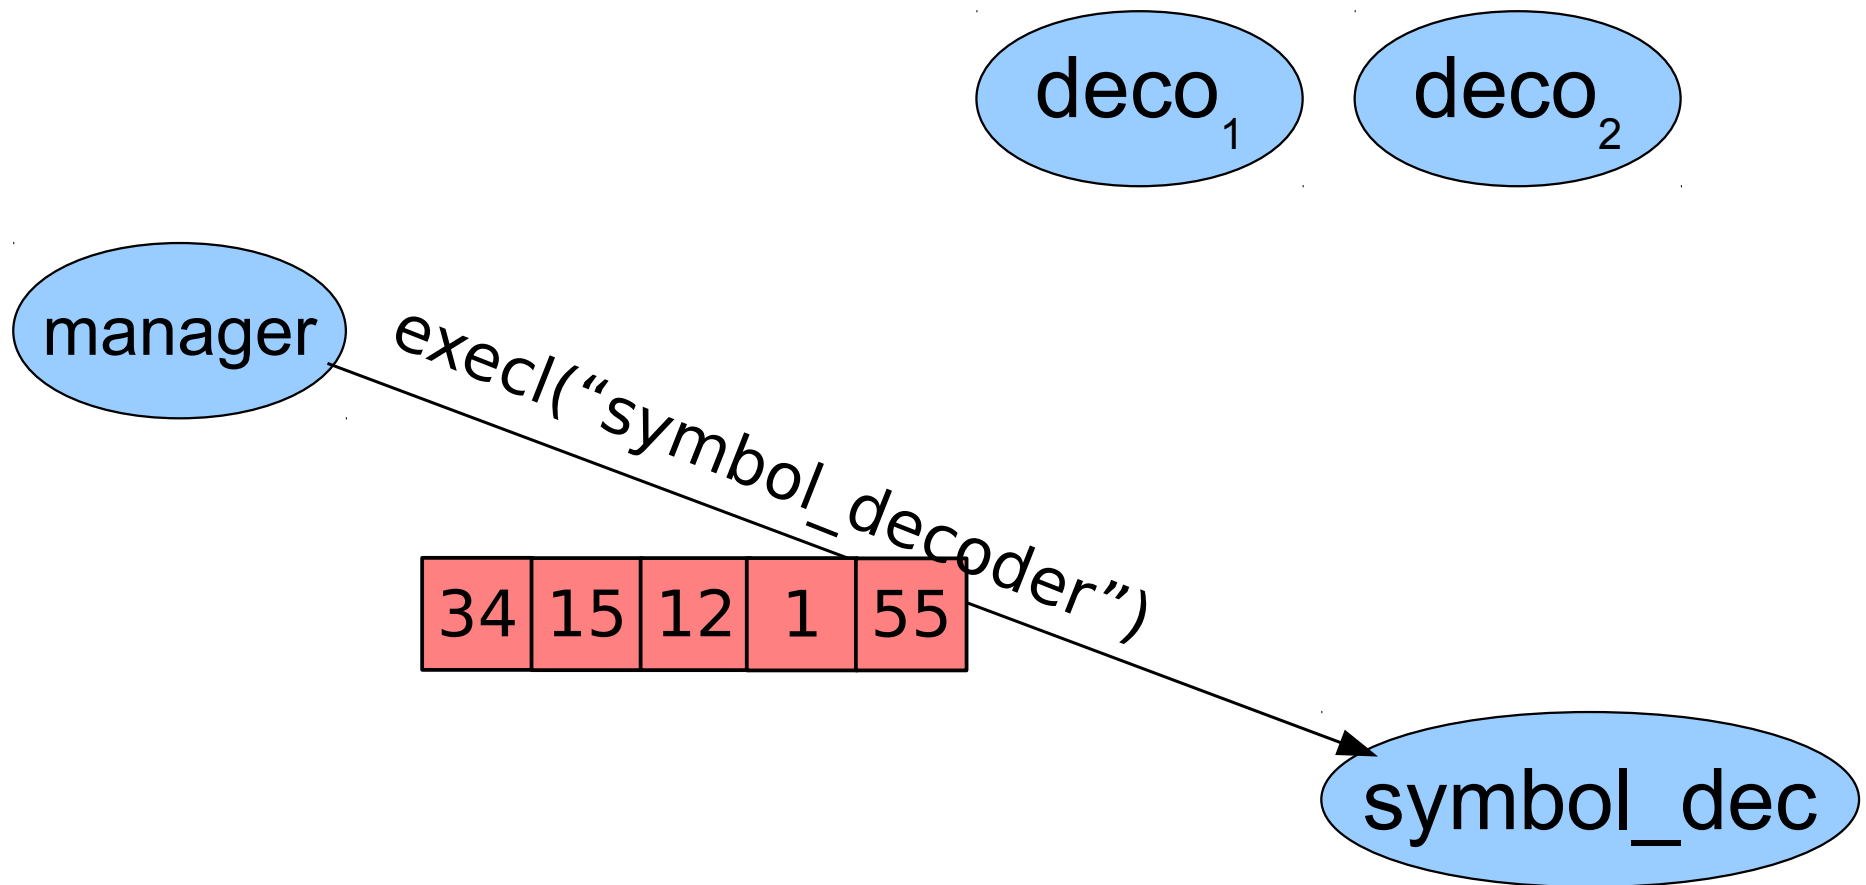 deco1 deco2
manager
execl(“symbol_decoder”)
34 15 12 1 55
symbol_dec